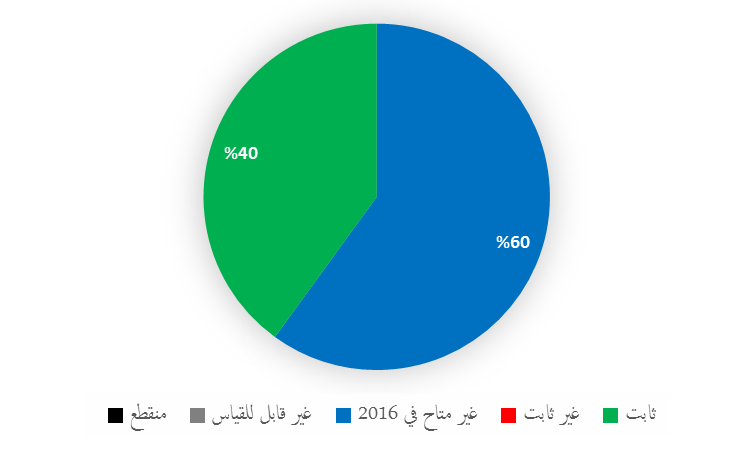 %40
%60
ثابت
غير ثابت
غير متاح في 2016
غير قابل للقياس
منقطع